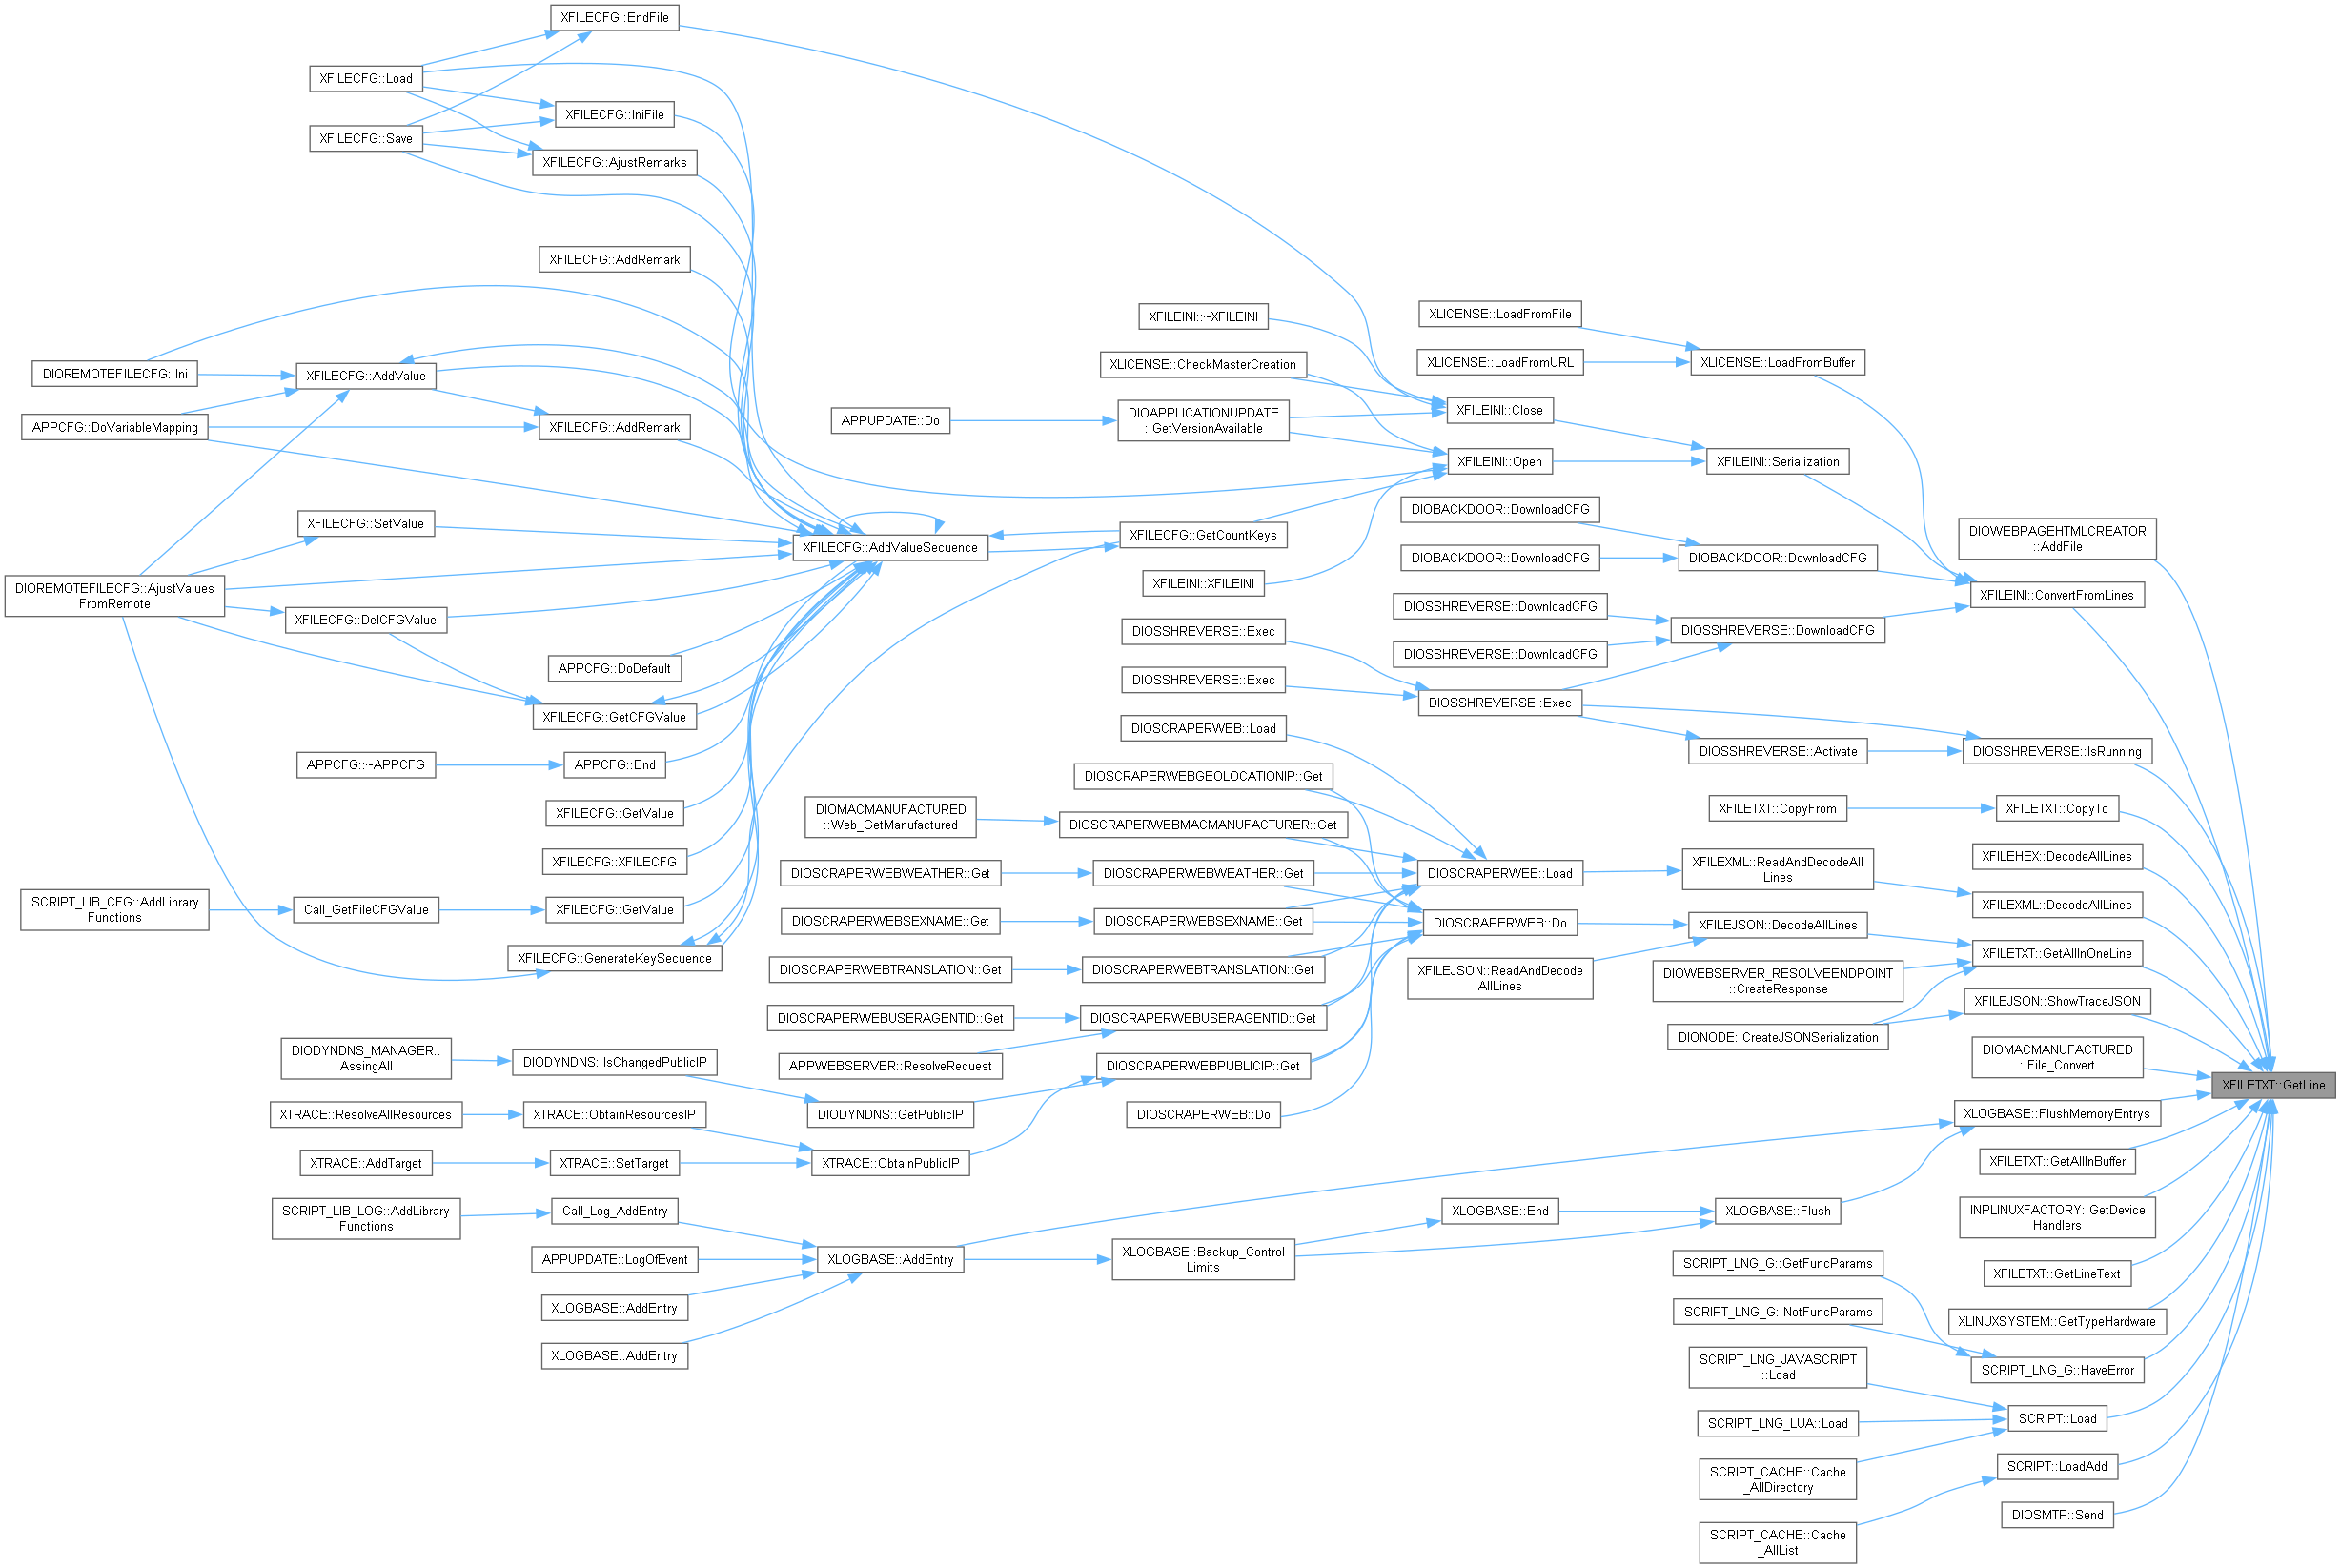 XFILECFG::EndFile
XFILECFG::Load
XFILECFG::IniFile
XFILECFG::Save
XFILECFG::AjustRemarks
XFILECFG::AddRemark
DIOREMOTEFILECFG::Ini
XFILECFG::AddValue
APPCFG::DoVariableMapping
XFILECFG::AddRemark
XFILECFG::SetValue
DIOREMOTEFILECFG::AjustValues
FromRemote
XFILECFG::DelCFGValue
APPCFG::DoDefault
XFILECFG::GetCFGValue
APPCFG::~APPCFG
APPCFG::End
XFILECFG::GetValue
XFILECFG::XFILECFG
SCRIPT_LIB_CFG::AddLibrary
Functions
Call_GetFileCFGValue
XFILECFG::GetValue
XFILECFG::GenerateKeySecuence
XFILECFG::AddValueSecuence
XFILECFG::GetCountKeys
XFILEINI::~XFILEINI
XLICENSE::CheckMasterCreation
APPUPDATE::Do
DIOAPPLICATIONUPDATE
::GetVersionAvailable
XFILEINI::XFILEINI
XFILEINI::Close
XFILEINI::Open
XLICENSE::LoadFromFile
XLICENSE::LoadFromURL
XLICENSE::LoadFromBuffer
XFILEINI::Serialization
DIOBACKDOOR::DownloadCFG
DIOBACKDOOR::DownloadCFG
DIOBACKDOOR::DownloadCFG
DIOSSHREVERSE::DownloadCFG
DIOSSHREVERSE::DownloadCFG
DIOSSHREVERSE::DownloadCFG
DIOWEBPAGEHTMLCREATOR
::AddFile
XFILEINI::ConvertFromLines
DIOSSHREVERSE::Exec
DIOSSHREVERSE::Exec
DIOSSHREVERSE::Exec
DIOSSHREVERSE::Activate
DIOSSHREVERSE::IsRunning
DIOSCRAPERWEB::Load
DIOSCRAPERWEBGEOLOCATIONIP::Get
DIOMACMANUFACTURED
::Web_GetManufactured
DIOSCRAPERWEBMACMANUFACTURER::Get
DIOSCRAPERWEBWEATHER::Get
DIOSCRAPERWEBWEATHER::Get
DIOSCRAPERWEBSEXNAME::Get
DIOSCRAPERWEBSEXNAME::Get
DIOSCRAPERWEBTRANSLATION::Get
DIOSCRAPERWEBTRANSLATION::Get
DIOSCRAPERWEBUSERAGENTID::Get
DIOSCRAPERWEBUSERAGENTID::Get
APPWEBSERVER::ResolveRequest
DIOSCRAPERWEBPUBLICIP::Get
DIOSCRAPERWEB::Do
DIOSCRAPERWEB::Load
DIOSCRAPERWEB::Do
XFILETXT::CopyFrom
XFILETXT::CopyTo
XFILEXML::ReadAndDecodeAll
Lines
XFILEHEX::DecodeAllLines
XFILEXML::DecodeAllLines
XFILEJSON::DecodeAllLines
XFILETXT::GetAllInOneLine
XFILEJSON::ReadAndDecode
AllLines
DIOWEBSERVER_RESOLVEENDPOINT
::CreateResponse
XFILEJSON::ShowTraceJSON
DIONODE::CreateJSONSerialization
DIOMACMANUFACTURED
::File_Convert
XFILETXT::GetLine
DIODYNDNS_MANAGER::
AssingAll
DIODYNDNS::IsChangedPublicIP
DIODYNDNS::GetPublicIP
XTRACE::ResolveAllResources
XTRACE::ObtainResourcesIP
XTRACE::AddTarget
XTRACE::SetTarget
XTRACE::ObtainPublicIP
XLOGBASE::FlushMemoryEntrys
XFILETXT::GetAllInBuffer
SCRIPT_LIB_LOG::AddLibrary
Functions
Call_Log_AddEntry
APPUPDATE::LogOfEvent
XLOGBASE::AddEntry
XLOGBASE::AddEntry
XLOGBASE::AddEntry
XLOGBASE::Backup_Control
Limits
XLOGBASE::End
XLOGBASE::Flush
INPLINUXFACTORY::GetDevice
Handlers
XFILETXT::GetLineText
XLINUXSYSTEM::GetTypeHardware
SCRIPT_LNG_G::GetFuncParams
SCRIPT_LNG_G::NotFuncParams
SCRIPT_LNG_G::HaveError
SCRIPT_LNG_JAVASCRIPT
::Load
SCRIPT_LNG_LUA::Load
SCRIPT::Load
SCRIPT_CACHE::Cache
_AllDirectory
SCRIPT::LoadAdd
DIOSMTP::Send
SCRIPT_CACHE::Cache
_AllList